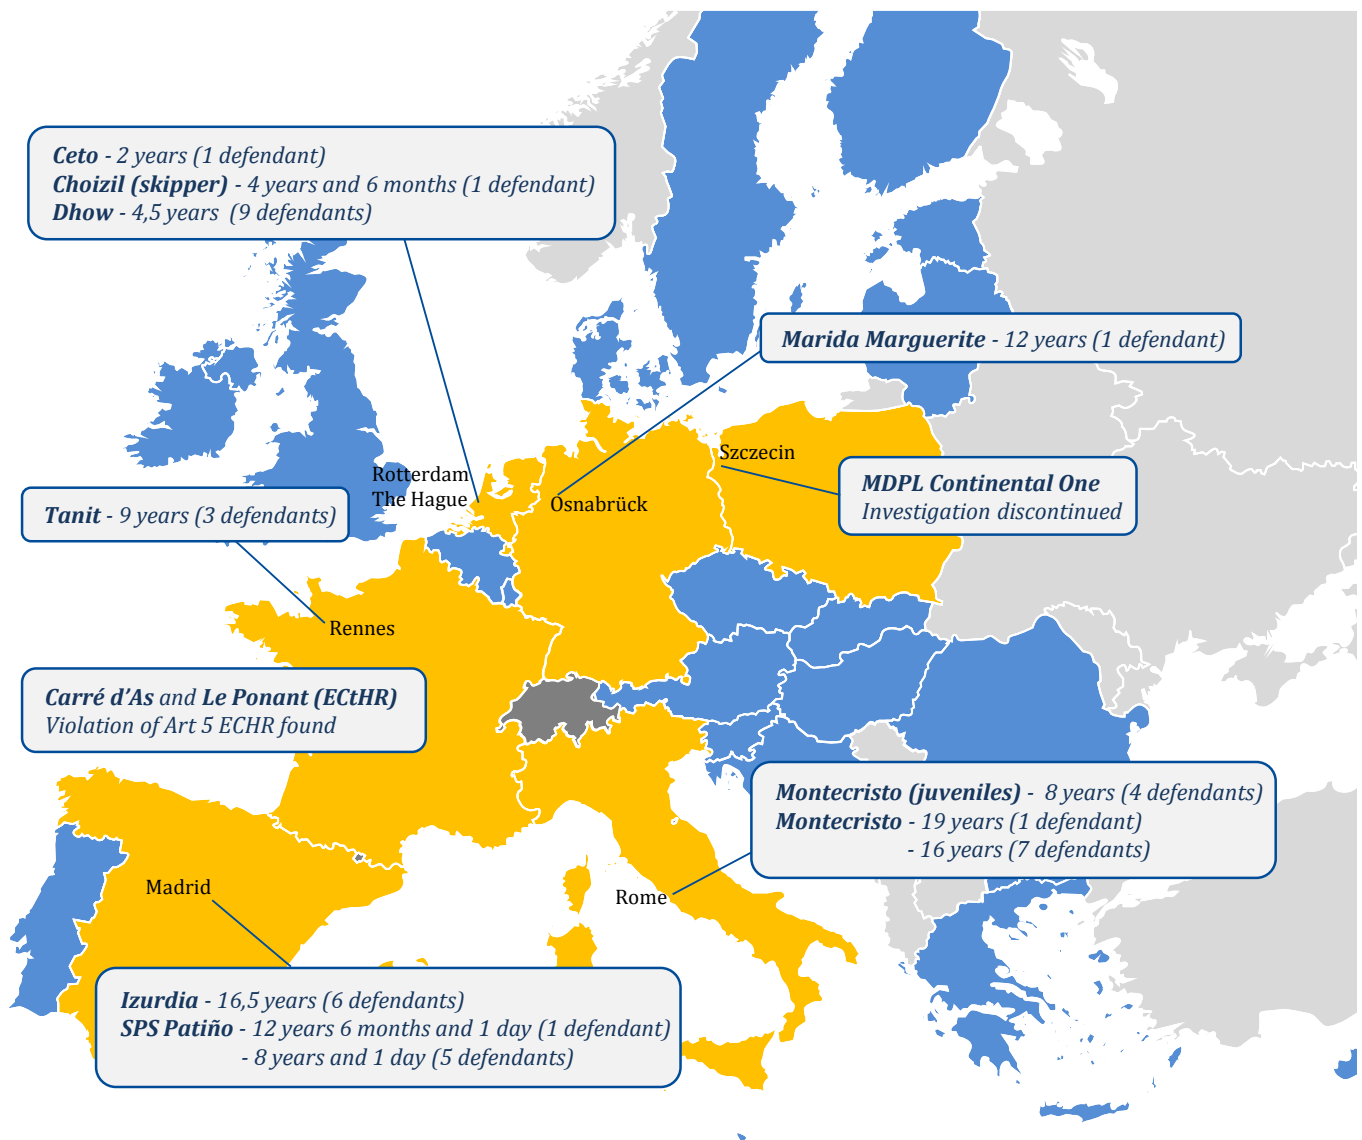 Ceto - 2 years (1 defendant)
Choizil (skipper) - 4 years and 6 months (1 defendant)
Dhow - 4,5 years (9 defendants)
Marida Marguerite - 12 years (1 defendant)
Szczecin
Rotterdam
The Hague
MDPL Continental One
Investigation discontinued
Osnabrück
Tanit - 9 years (3 defendants)
Rennes
Carré d'As and Le Ponant (ECtHR)
Violation of Art 5 ECHR found
Montecristo (juveniles) - 8 years (4 defendants)
Montecristo - 19 years (1 defendant)
- 16 years (7 defendants)
Madrid
Rome
Izurdia - 16,5 years (6 defendants)
SPS Patiño - 12 years 6 months and 1 day (1 defendant)
- 8 years and 1 day (5 defendants)